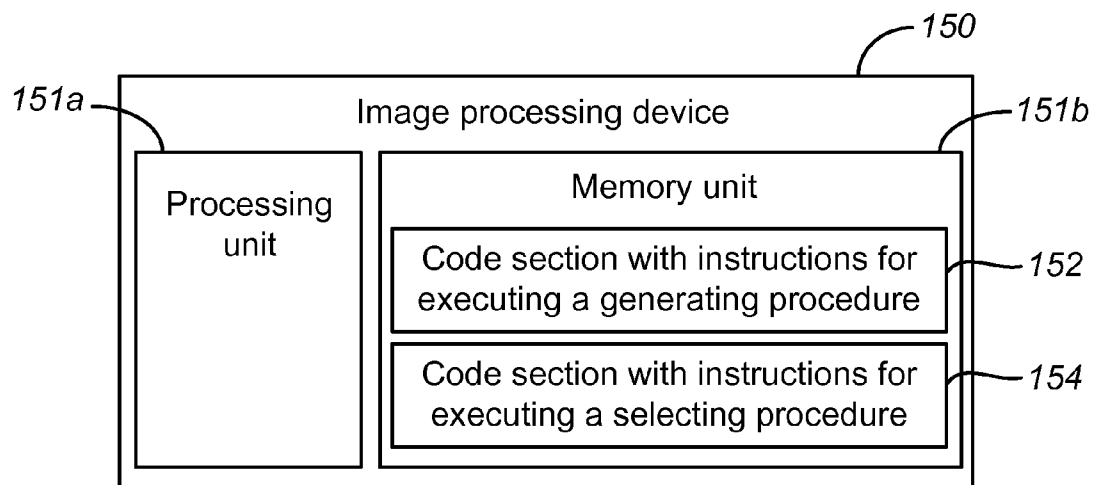 150
151a
Image processing device
151b
Processing
unit
Memory unit
Code section with instructions for
executing a generating procedure
152
Code section with instructions for
executing a selecting procedure
154